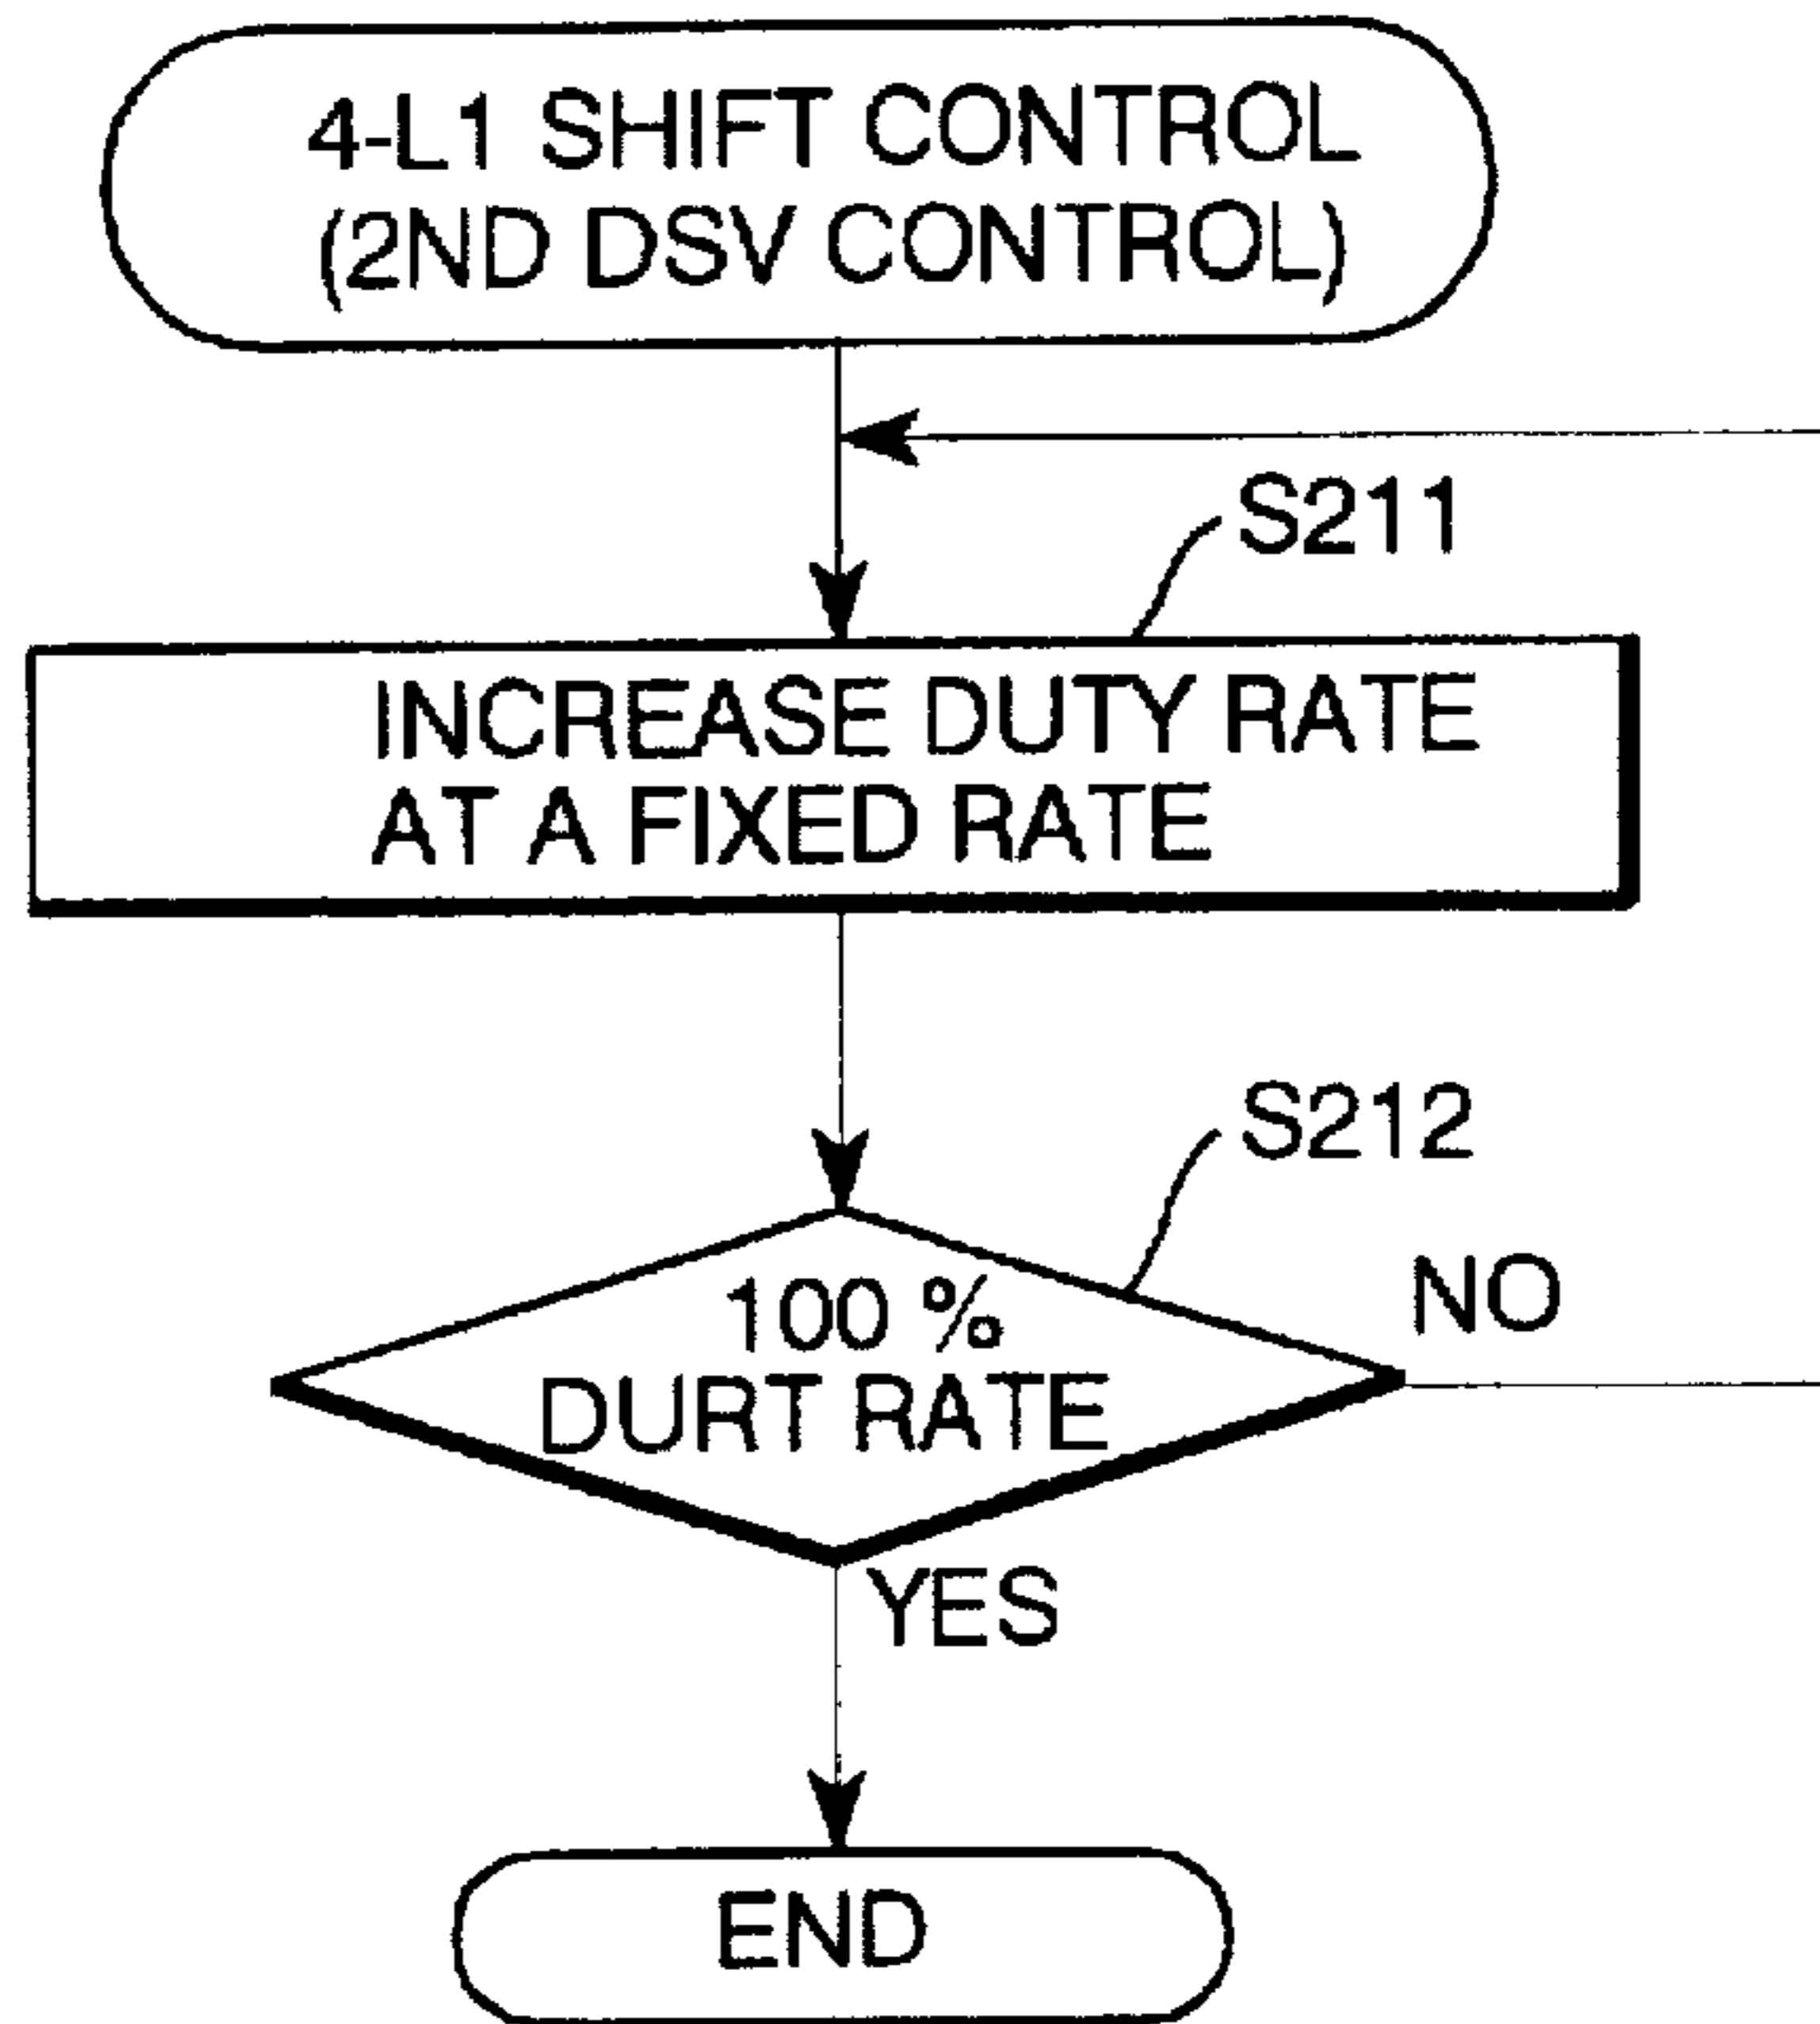 4-L1 SHIFT CONTROL
(2ND DSV CONTROL)
S211
INCREASE DUTY RATE
AT A FIXED RATE
S212
100 %
DURT RATE
NO
YES
END